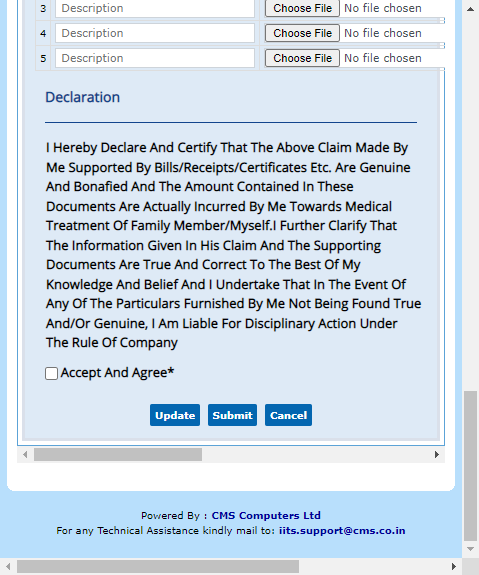 3 Description Choose File No file chosen
4 Description Choose File No file chosen
5 Description Choose File No file chosen
Declaration
I Hereby Declare And Certify That The Above Claim Made By
Me Supported By Bills/Receipts/Certificates Etc. Are Genuine
And Bonafied And The Amount Contained In These
Documents Are Actually Incurred By Me Towards Medical
Treatment Of Family Member/Myself.I Further Clarify That
The Information Given In His Claim And The Supporting
Documents Are True And Correct To The Best Of My
Knowledge And Belief And I Undertake That In The Event Of
Any Of The Particulars Furnished By Me Not Being Found True
And/Or Genuine, I Am Liable For Disciplinary Action Under
The Rule Of Company
Accept And Agree*
Update Submit Cancel
Powered By : CMS Computers Ltd
For any Technical Assistance kindly mail to: iits.support@cms.co.in